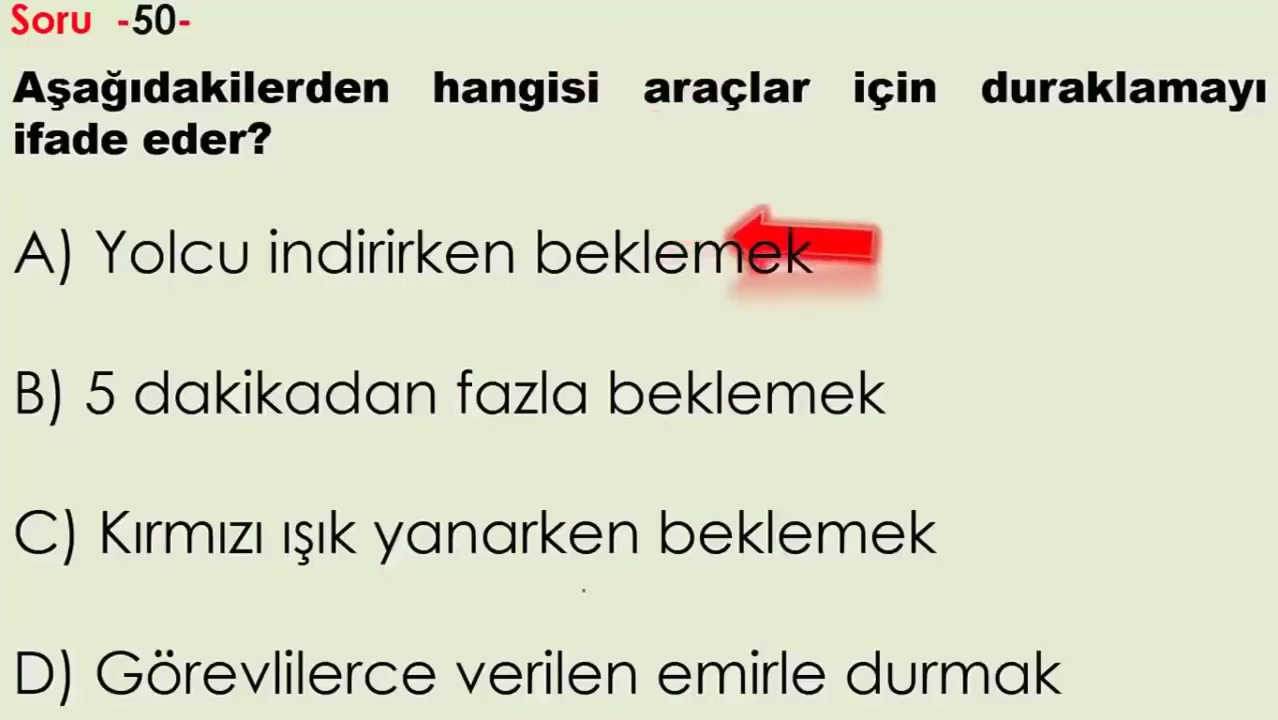 Soru -50-
Aşağıdakilerden hangisi araçlar için duraklamayı
ifade eder?
A) Yolcu indirirken beklemek
B) 5 dakikadan fazla beklemek
C) Kırmızı ışık yanarken beklemek
D) Görevlilerce verilen emirle durmak